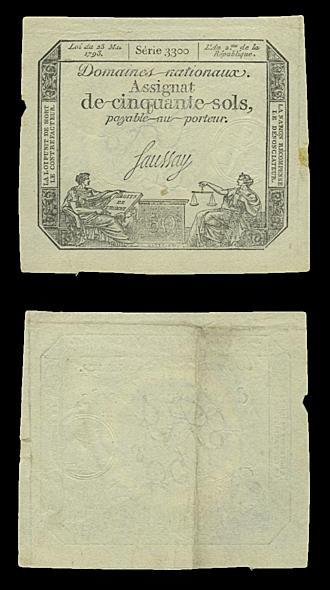 Loi du 23 Mai 1793.
Série 3300
L'An 2.me de la République.
Domaines nationaux.
Assignat
de cinquante sols,
payable au porteur.
Saussay
LA LOI PUNIT DE MORT
LE CONTREFACTEUR.
LA NATION RÉCOMPENSE
LE DÉNONCIATEUR.
DROITS
DE
L'HOMME